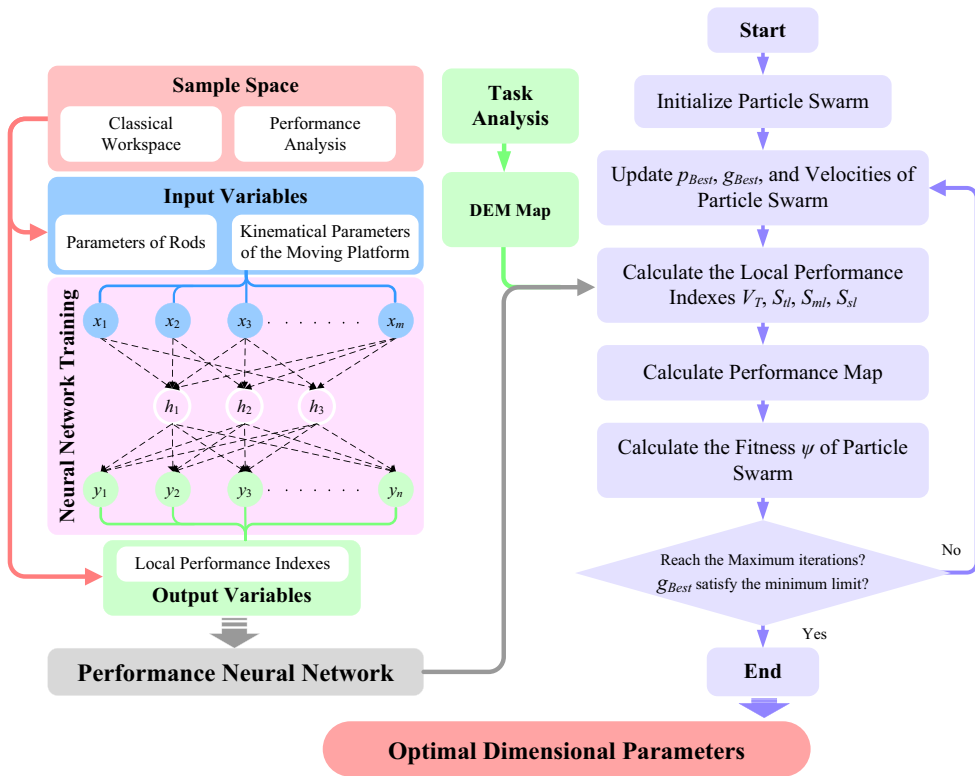 Sample Space
Classical
Workspace
Performance
Analysis
Input Variables
Parameters of Rods
Kinematical Parameters
of the Moving Platform
Neural Network Training
x1 x2 x3 . . . . . . . xm
h1 h2 h3
y1 y2 y3 . . . . . . . yn
Local Performance Indexes
Output Variables
Performance Neural Network
Task
Analysis
DEM Map
Start
Initialize Particle Swarm
Update pBest, gBest, and Velocities of
Particle Swarm
Calculate the Local Performance
Indexes VT, Stl, Sml, Ssl
Calculate Performance Map
Calculate the Fitness ψ of Particle
Swarm
Reach the Maximum iterations?
gBest satisfy the minimum limit?
No
Yes
End
Optimal Dimensional Parameters